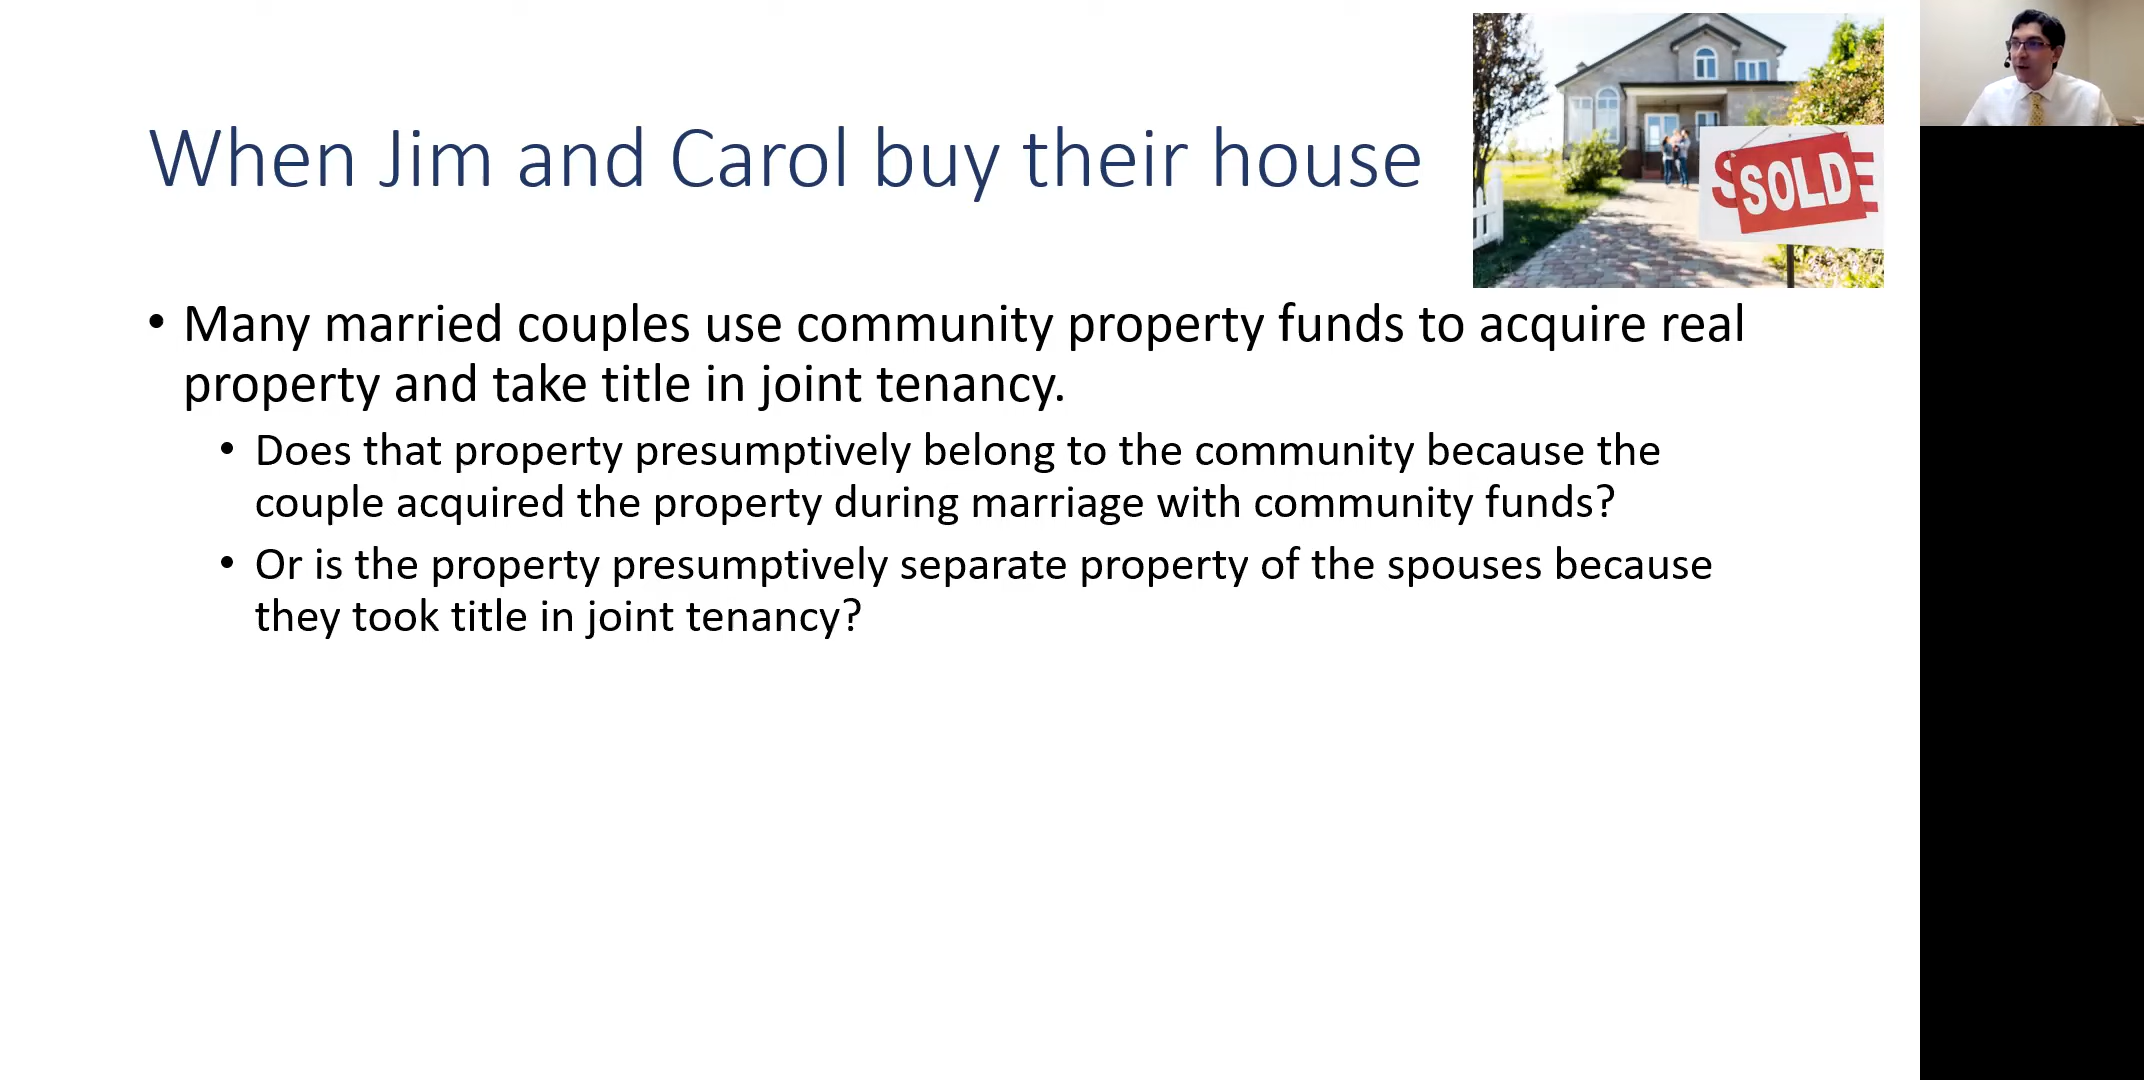 When Jim and Carol buy their house
SOLD
• Many married couples use community property funds to acquire real
property and take title in joint tenancy.
• Does that property presumptively belong to the community because the
couple acquired the property during marriage with community funds?
• Or is the property presumptively separate property of the spouses because
they took title in joint tenancy?